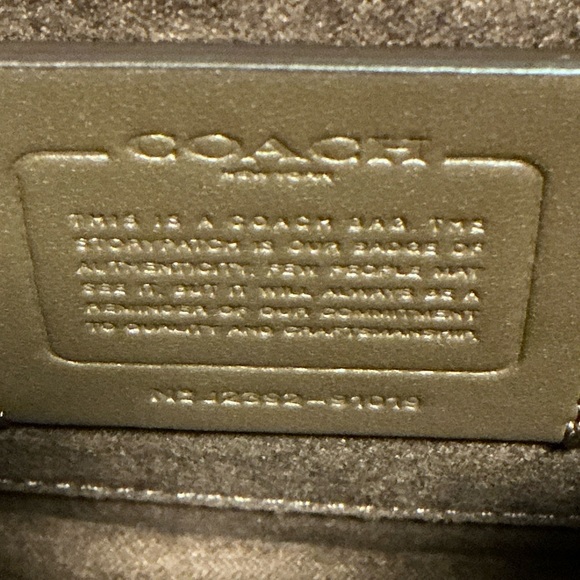 COACH
NEW YORK
THIS IS A COACH BAG. THE
STORYPATCH IS OUR BADGE OF
AUTHENTICITY. FEW PEOPLE MAY
SEE IT, BUT IT WILL ALWAYS BE A
REMINDER OF OUR COMMITMENT
TO QUALITY AND CRAFTSMANSHIP.